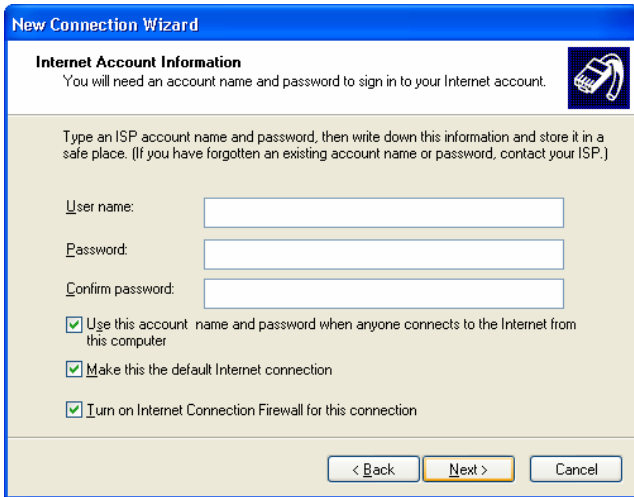 New Connection Wizard
Internet Account Information
You will need an account name and password to sign in to your Internet account.
Type an ISP account name and password, then write down this information and store it in a
safe place. (If you have forgotten an existing account name or password, contact your ISP.)
User name:
Password:
Confirm password:
Use this account name and password when anyone connects to the Internet from
this computer
Make this the default Internet connection
Turn on Internet Connection Firewall for this connection
< Back
Next >
Cancel